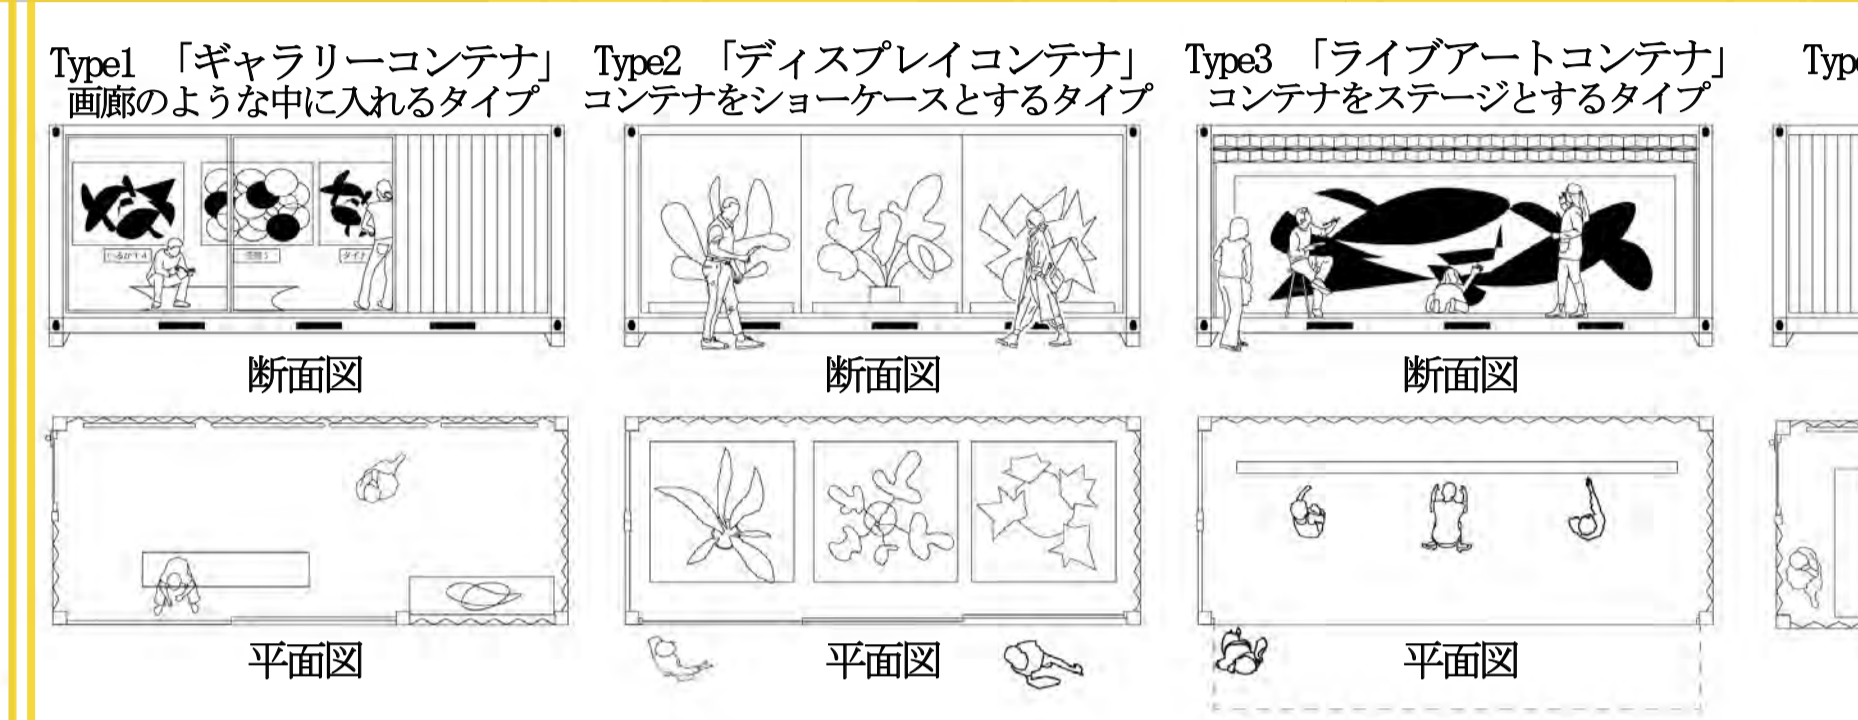 Type1 「ギャラリーコンテナ」
画廊のような中に入れるタイプ
断面図
平面図
Type2 「ディスプレイコンテナ」
コンテナをショーケースとするタイプ
断面図
平面図
Type3 「ライブアートコンテナ」
コンテナをステージとするタイプ
断面図
平面図